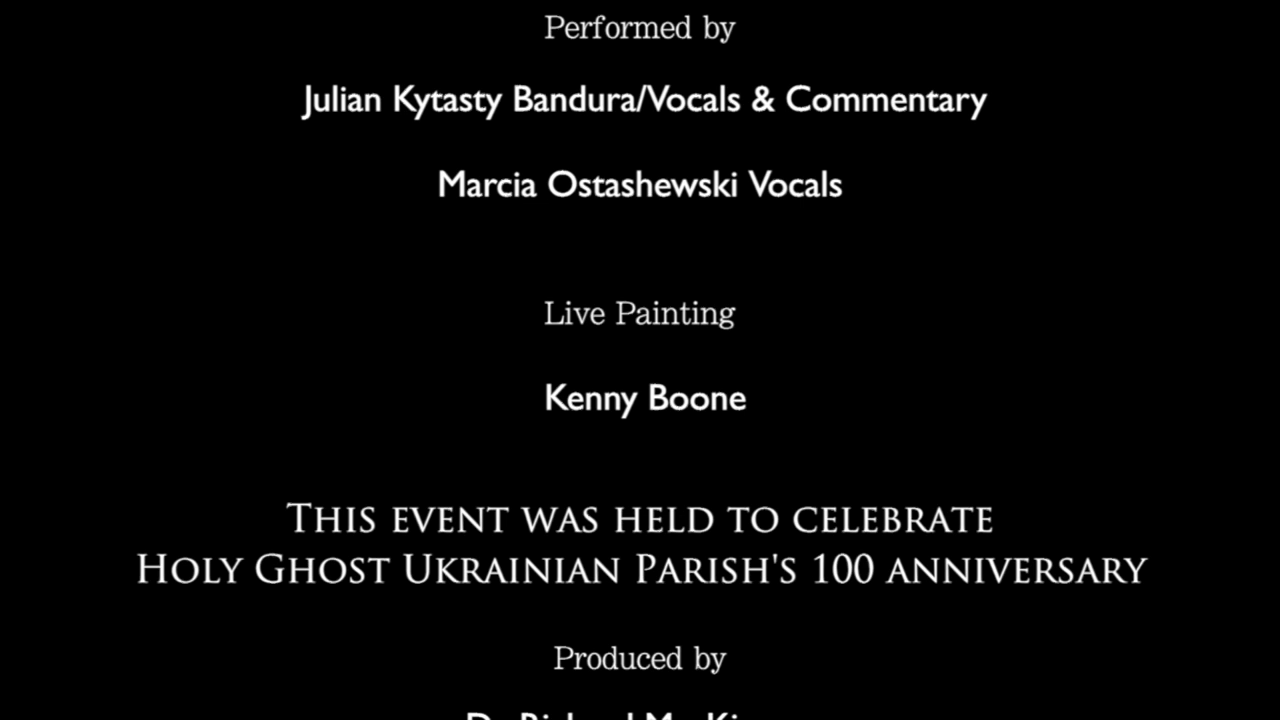 Performed by
Julian Kytasty Bandura/Vocals & Commentary
Marcia Ostashewski Vocals
Live Painting
Kenny Boone
This event was held to celebrate
Holy Ghost Ukrainian Parish's 100 anniversary
Produced by